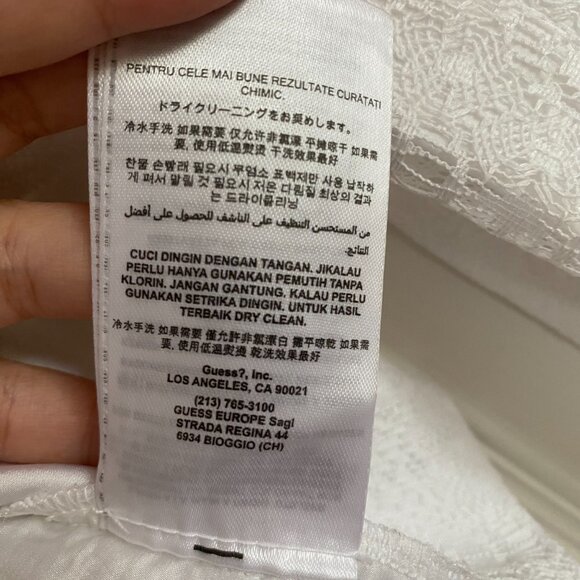 PENTRU CELE MAI BUNE REZULTATE CURĂTATI
CHIMIC.
ドライクリーニングをお奨めします。
冷水手洗 如果需要 仅允许非氯漂 平摊晾干 如果需
要, 使用低温熨烫 干洗效果最好
찬물 손빨래 필요시 무염소 표백제만 사용 납작하
게 펴서 말릴 것 필요시 저온 다림질 최상의 결과
는 드라이클리닝
من المستحسن التنظيف على الناشف للحصول على أفضل
النتائج.
CUCI DINGIN DENGAN TANGAN. JIKALAU
PERLU HANYA GUNAKAN PEMUTIH TANPA
KLORIN. JANGAN GANTUNG. KALAU PERLU
GUNAKAN SETRIKA DINGIN. UNTUK HASIL
TERBAIK DRY CLEAN.
冷水手洗 如果需要 僅允許非氯漂白 攤平晾乾 如果需
要, 使用低溫熨燙 乾洗效果最好
Guess?, Inc.
LOS ANGELES, CA 90021
(213) 765-3100
GUESS EUROPE Sagl
STRADA REGINA 44
6934 BIOGGIO (CH)